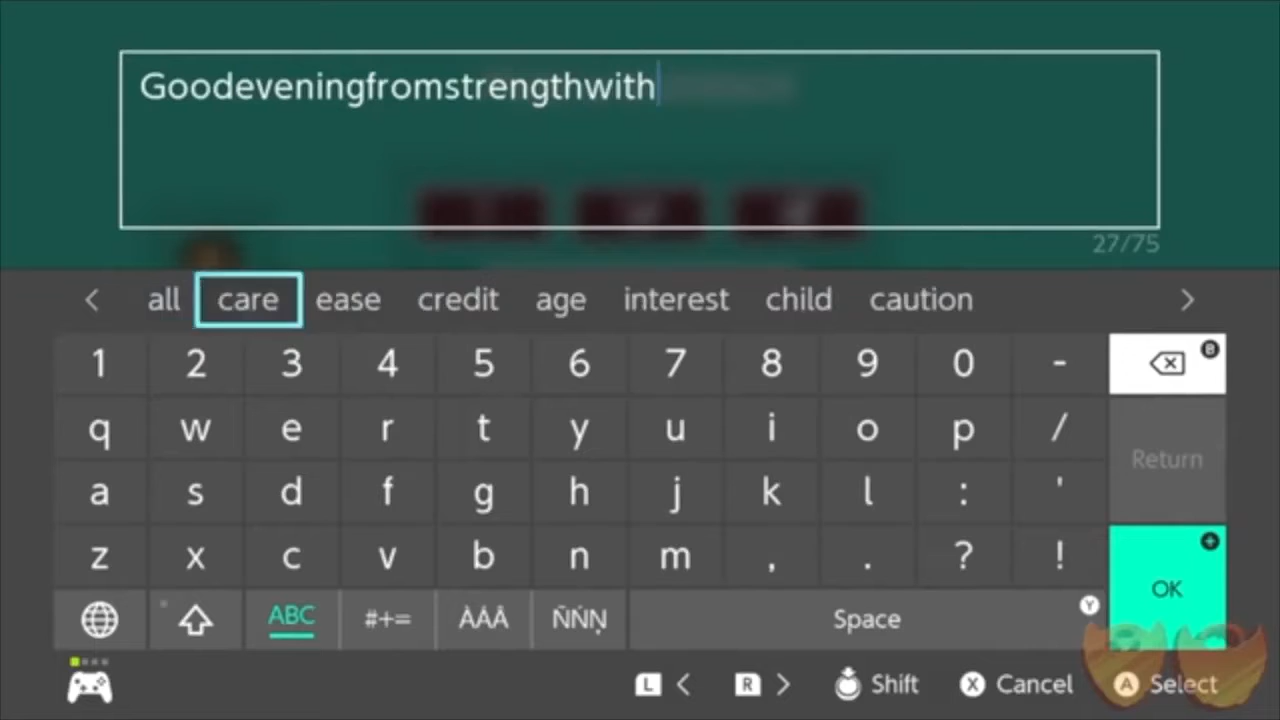 Goodeveningfromstrengthwith
27/75
< all care ease credit age interest child caution >
1 2 3 4 5 6 7 8 9 0 - B
q w e r t y u i o p /
Return
a s d f g h j k l : '
z x c v b n m , . ? ! OK
ABC #+= ÀÁÂ ÑŃŅ Space Y
L < R > Shift X Cancel A Select